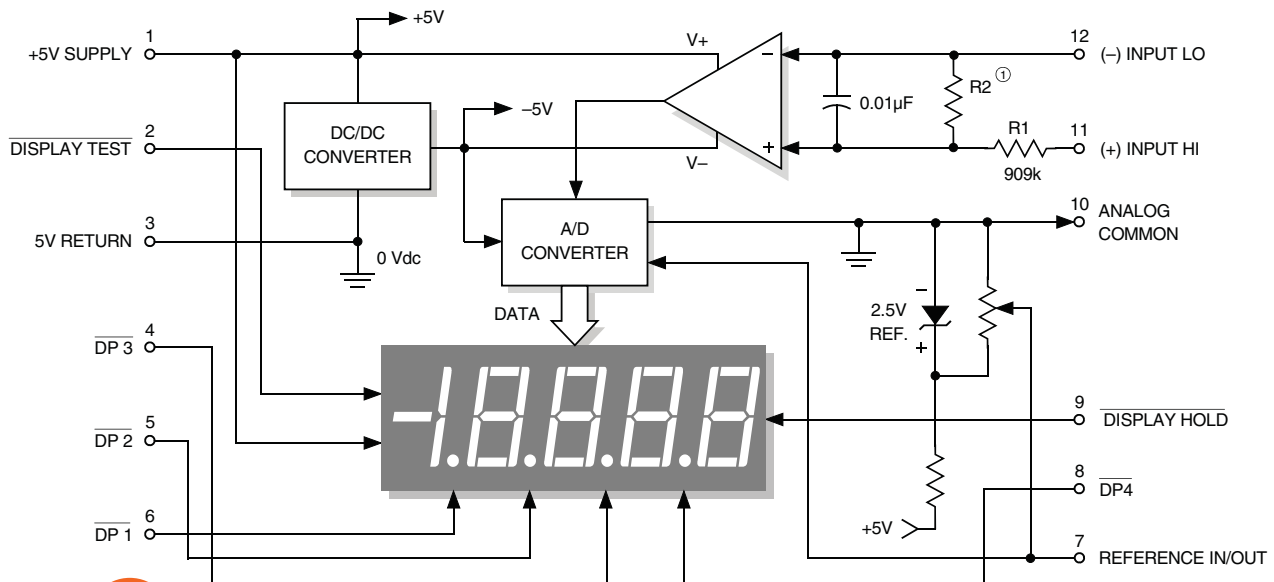 1
+5V SUPPLY
+5V
V+
12
(–) INPUT LO
R2 ①
0.01µF
–5V
DC/DC
CONVERTER
2
DISPLAY TEST
R1
11
(+) INPUT HI
909k
V–
–
+
10
ANALOG
COMMON
A/D
CONVERTER
3
5V RETURN
0 Vdc
DATA
–
2.5V
REF.
+
4
DP 3
-1.8.8.8.8
9
DISPLAY HOLD
5
DP 2
8
DP4
6
DP 1
+5V
7
REFERENCE IN/OUT